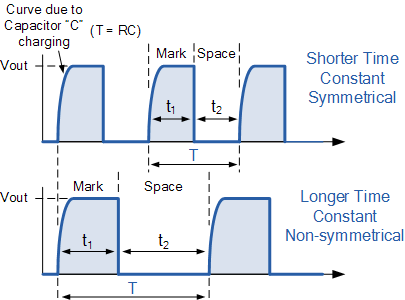 Curve due to
Capacitor “C”
charging
(T = RC)
Mark
Space
Vout
t1
t2
T
Shorter Time
Constant
Symmetrical
Mark
Space
Vout
t1
t2
T
Longer Time
Constant
Non-symmetrical